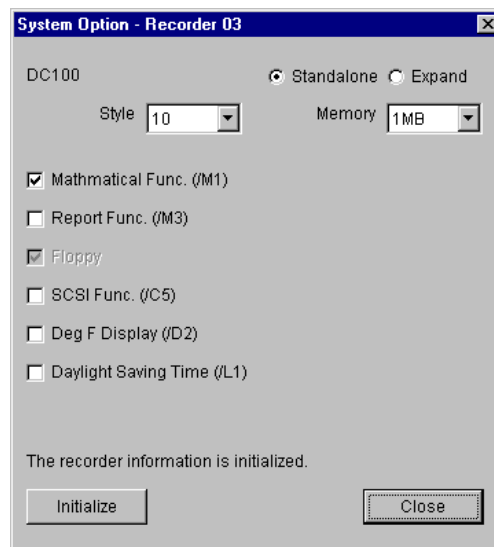 System Option - Recorder 03
DC100 Standalone Expand
Style 10 Memory 1MB
Mathmatical Func. (/M1)
Report Func. (/M3)
Floppy
SCSI Func. (/C5)
Deg F Display (/D2)
Daylight Saving Time (/L1)
The recorder information is initialized.
Initialize Close